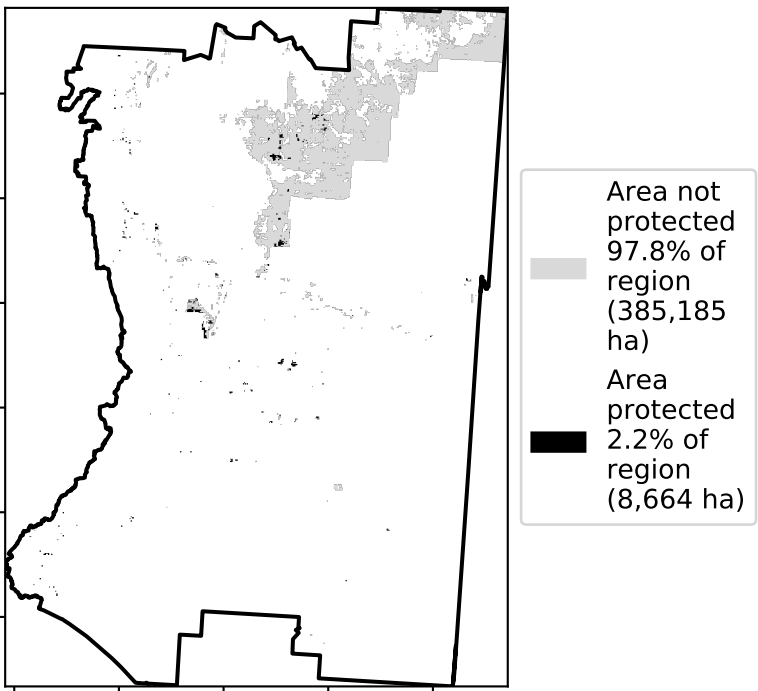 Area not
protected
97.8% of
region
(385,185
ha)
Area
protected
2.2% of
region
(8,664 ha)